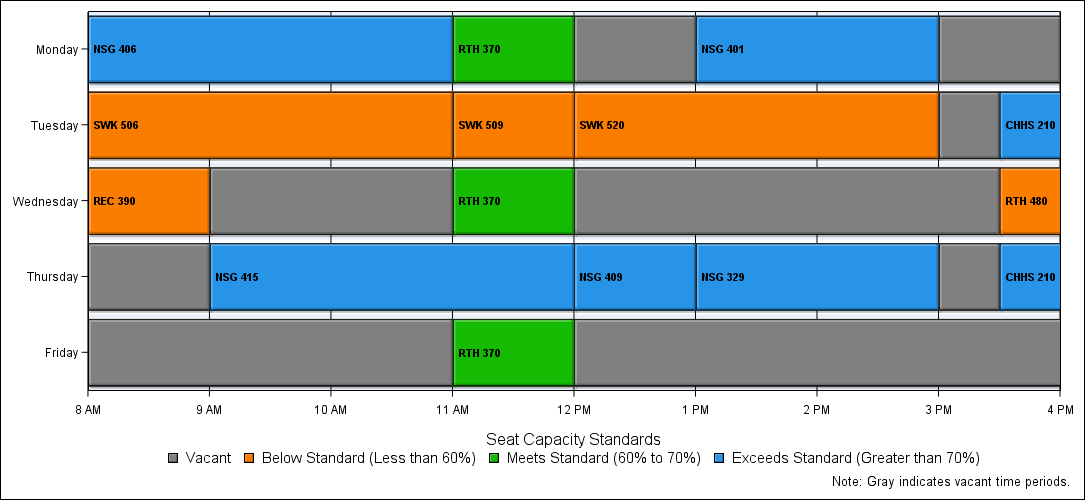 Monday NSG 406 RTH 370 NSG 401
Tuesday SWK 506 SWK 509 SWK 520 CHHS 210
Wednesday REC 390 RTH 370 RTH 480
Thursday NSG 415 NSG 409 NSG 329 CHHS 210
Friday RTH 370
8 AM 9 AM 10 AM 11 AM 12 PM 1 PM 2 PM 3 PM 4 PM
Seat Capacity Standards
Vacant Below Standard (Less than 60%) Meets Standard (60% to 70%) Exceeds Standard (Greater than 70%)
Note: Gray indicates vacant time periods.